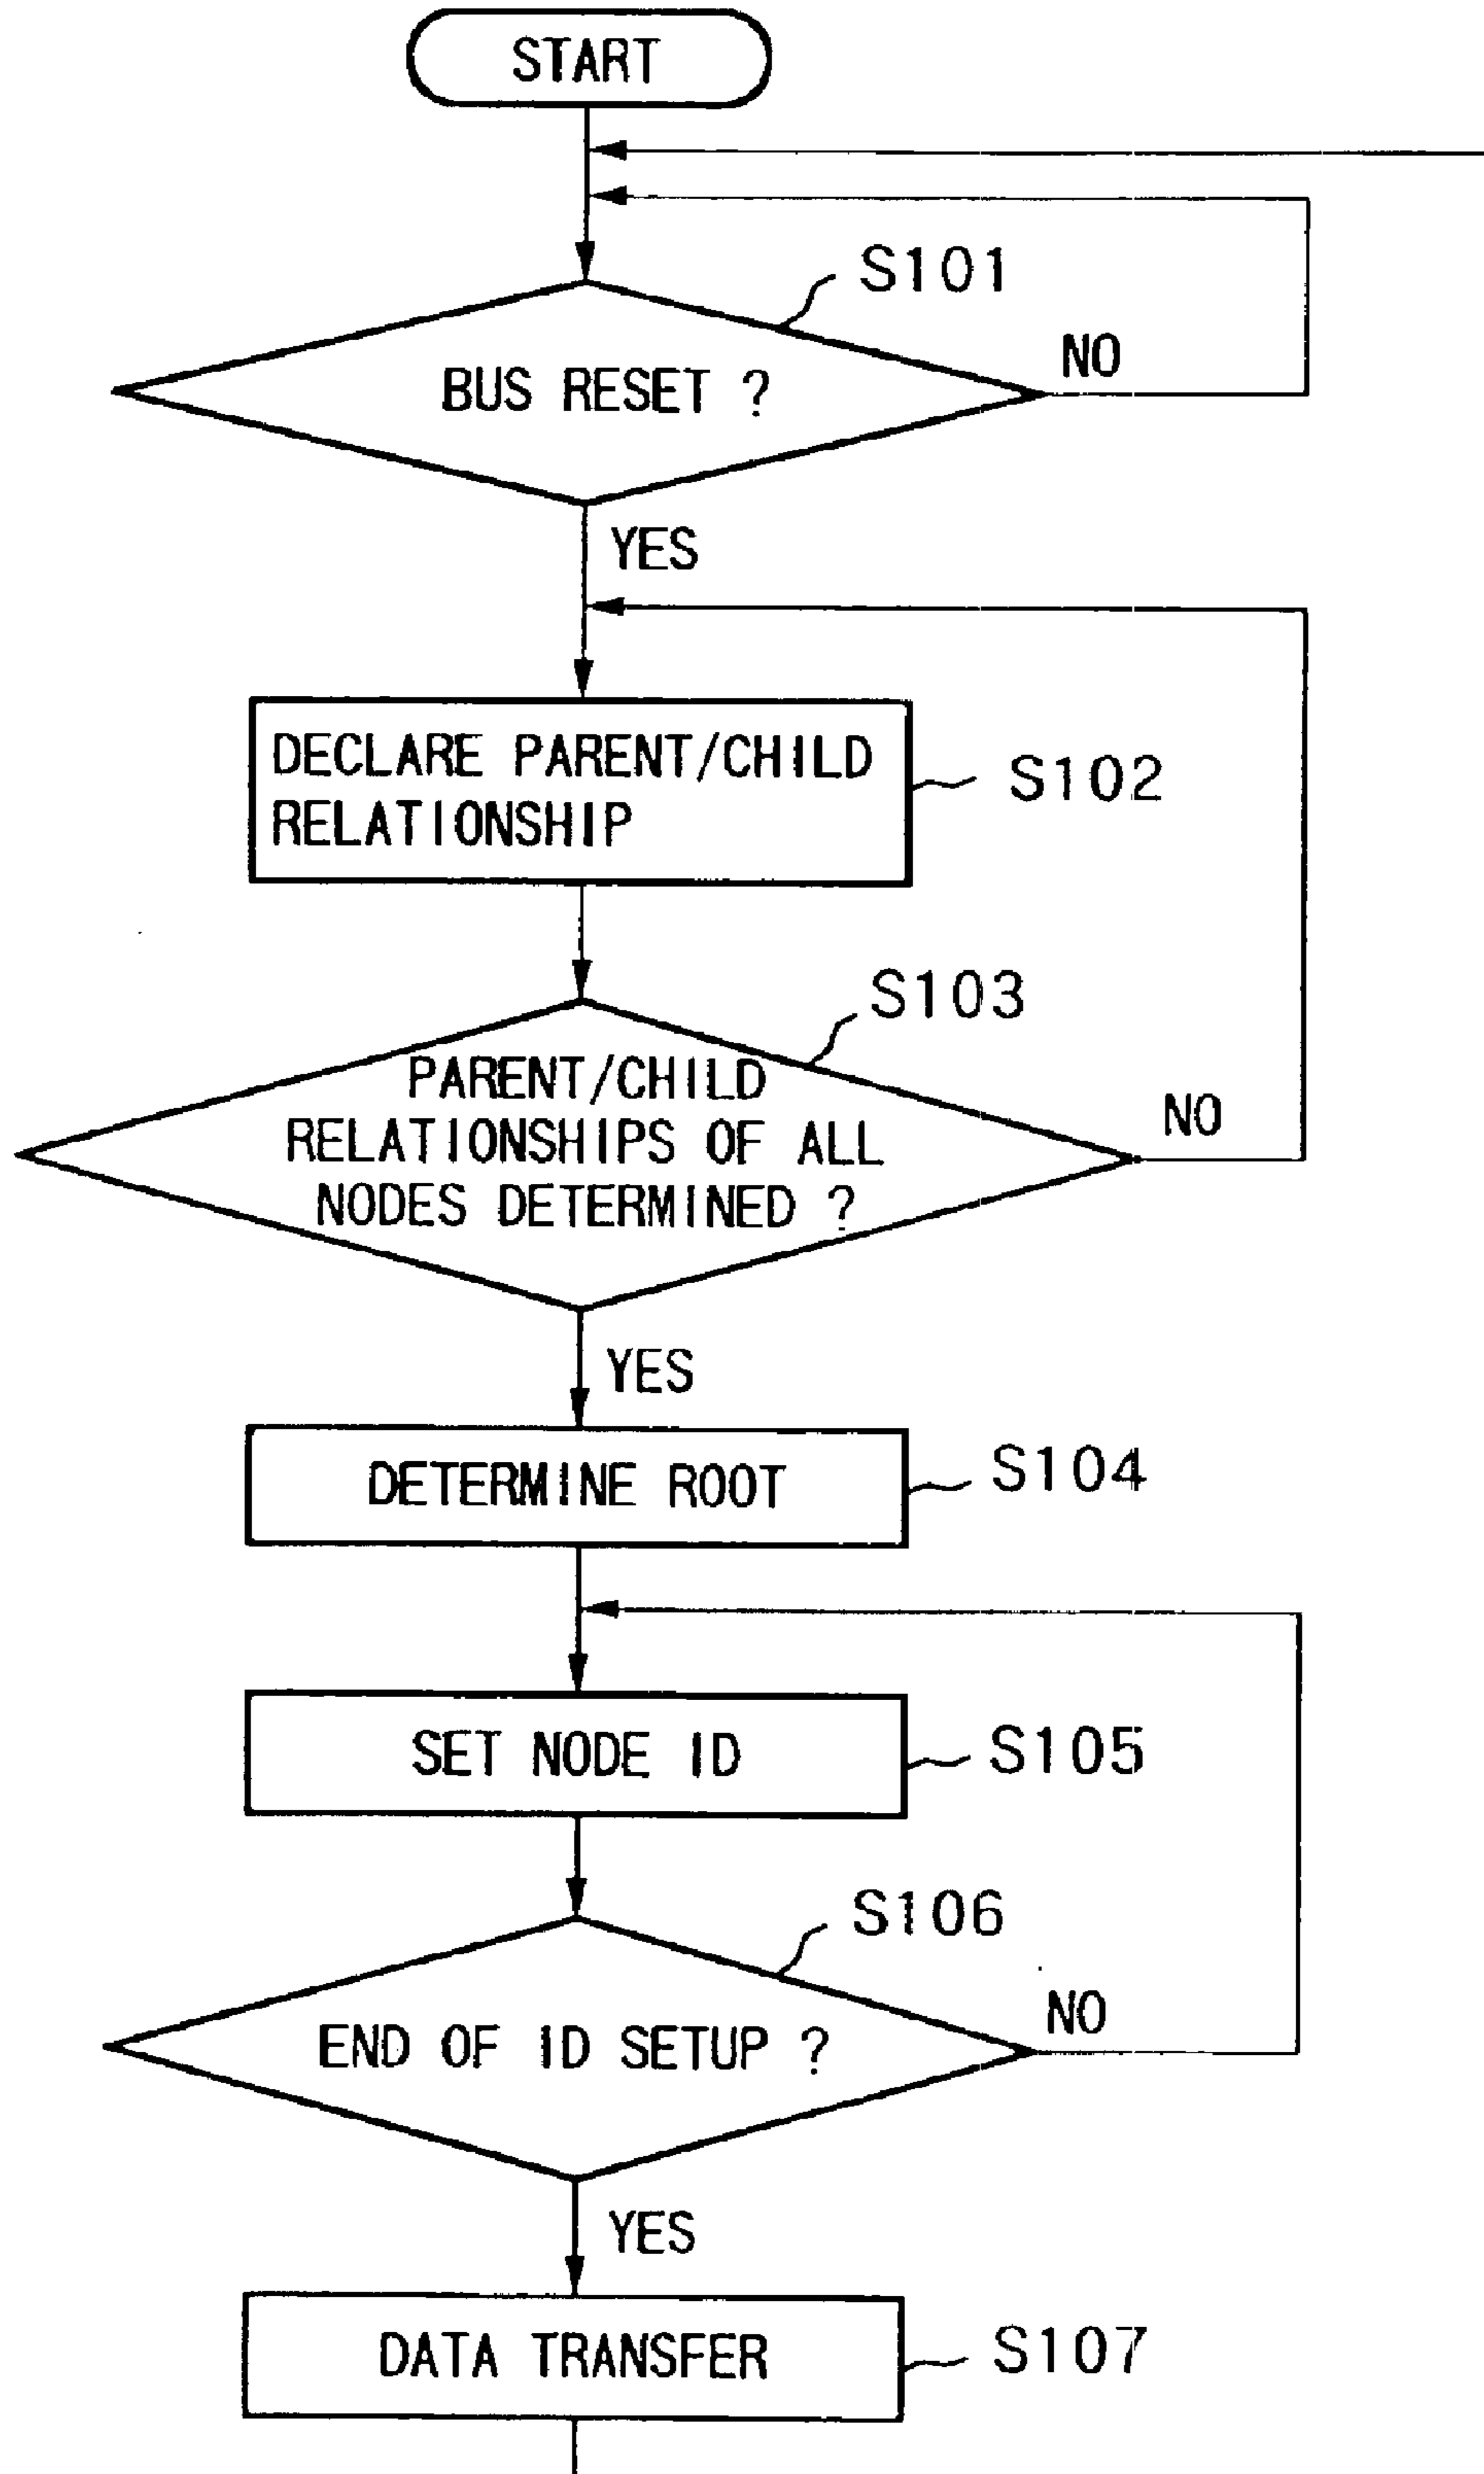 START
S101
BUS RESET ?
NO
YES
DECLARE PARENT/CHILD
RELATIONSHIP
S102
S103
PARENT/CHILD
RELATIONSHIPS OF ALL
NODES DETERMINED ?
NO
YES
DETERMINE ROOT
S104
SET NODE ID
S105
S106
END OF ID SETUP ?
NO
YES
DATA TRANSFER
S107